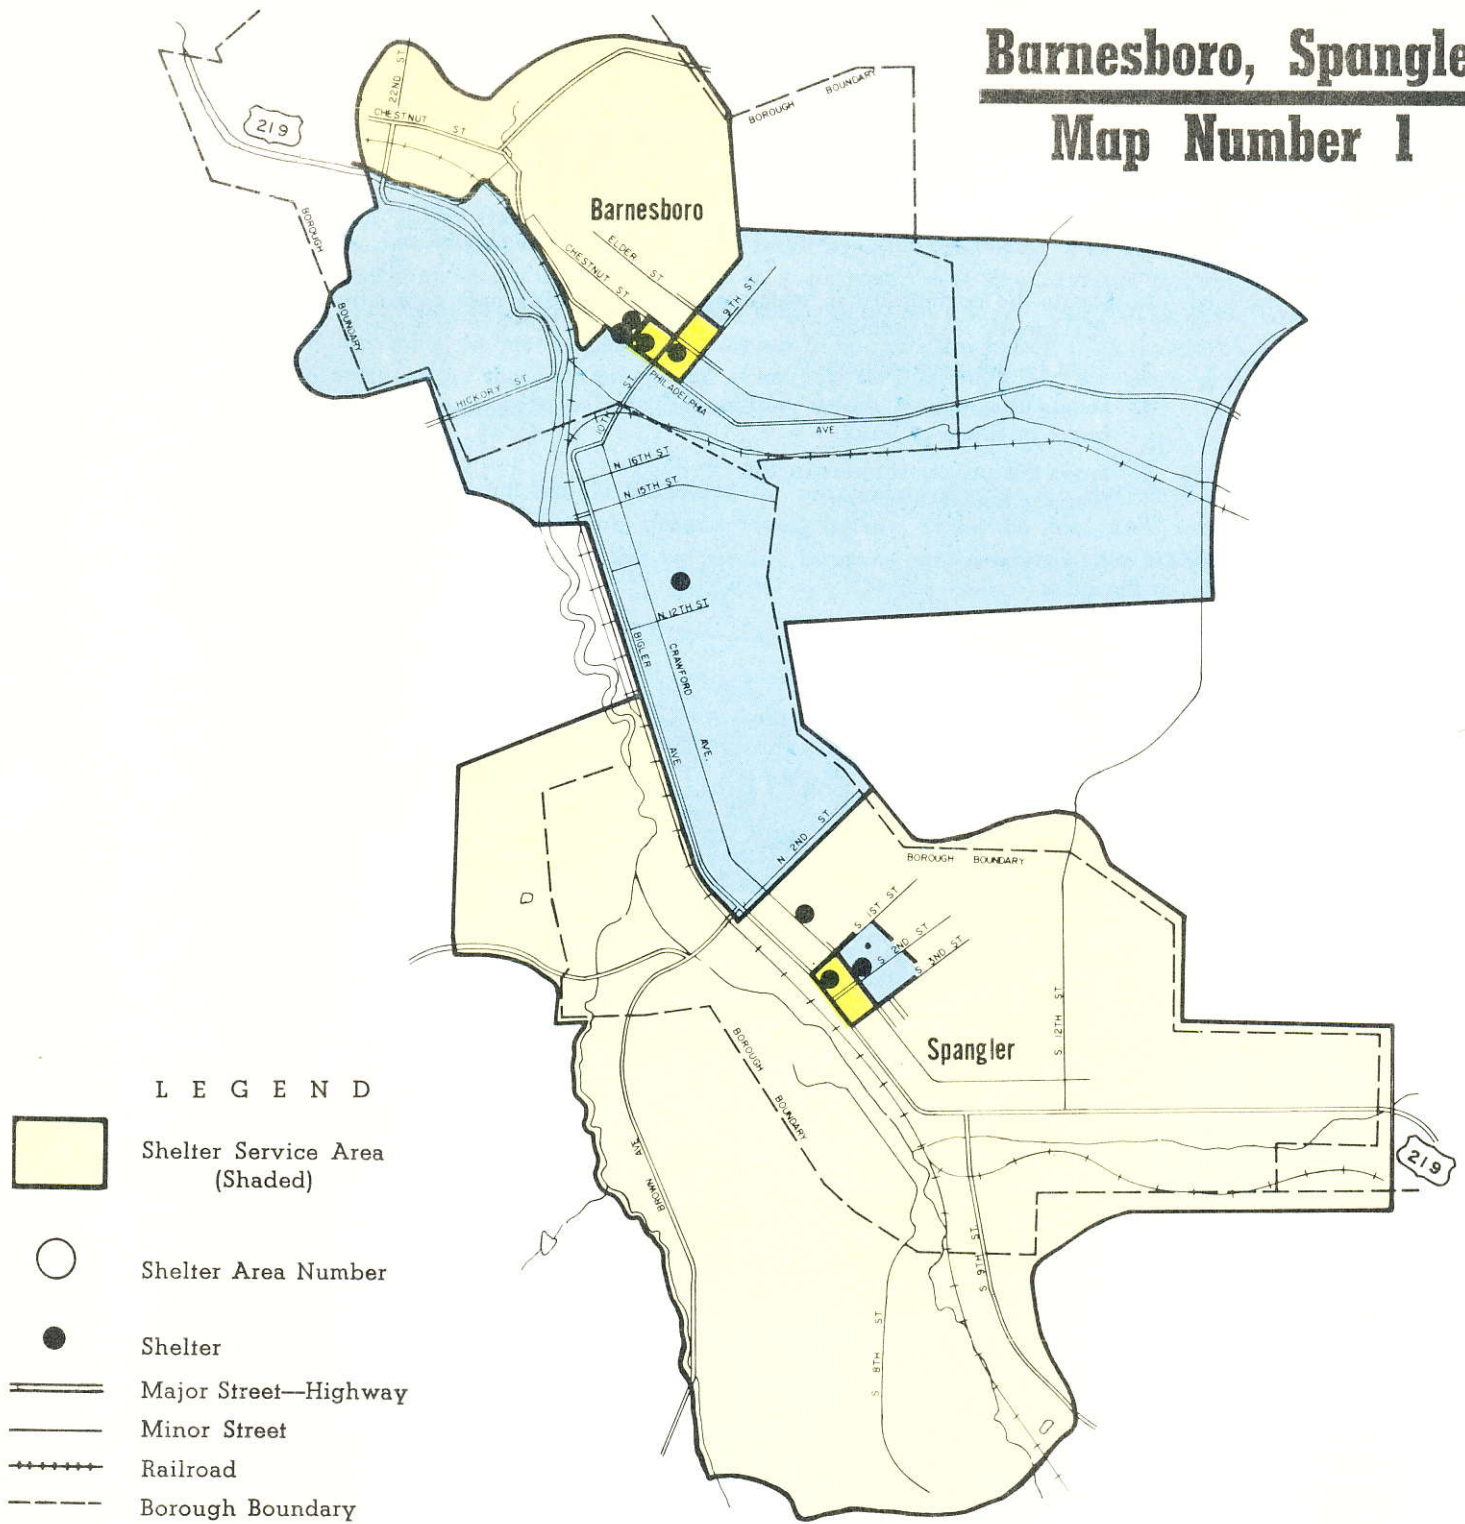 Barnesboro, Spangle
Map Number 1
219
22ND ST
CHESTNUT ST
BOROUGH BOUNDARY
BOROUGH BOUNDARY
Barnesboro
ELDER ST
CHESTNUT ST
9TH ST
HICKORY ST
10TH ST
PHILADELPHIA AVE
N 16TH ST
N 15TH ST
N 12TH ST
BIGLER AVE
CRAWFORD AVE.
N 2ND ST
BOROUGH BOUNDARY
S 1ST ST
S 2ND ST
S 3RD ST
Spangler
S 12TH ST
BOROUGH BOUNDARY
BROWN AVE
219
S 9TH ST
S 8TH ST
LEGEND
Shelter Service Area
(Shaded)
Shelter Area Number
Shelter
Major Street—Highway
Minor Street
Railroad
Borough Boundary